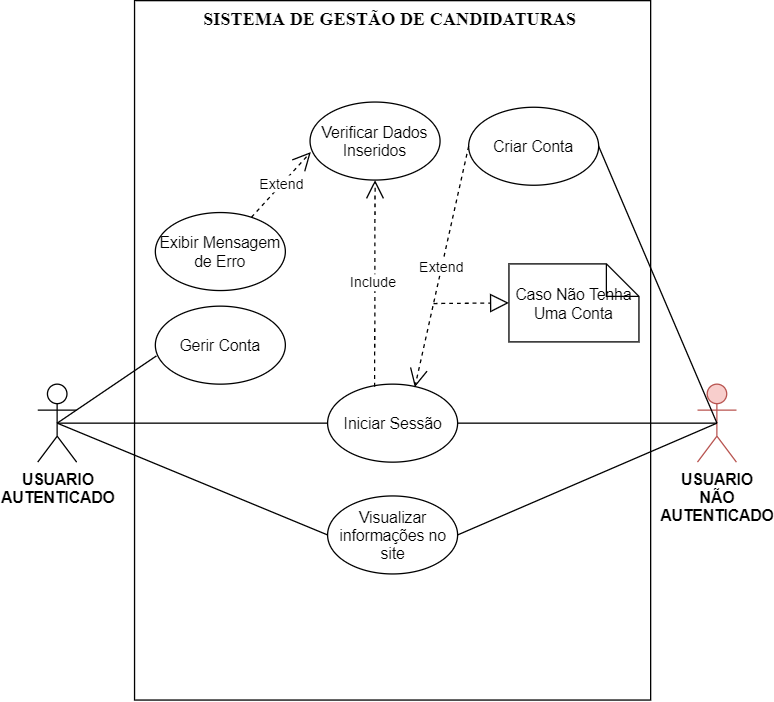 SISTEMA DE GESTÃO DE CANDIDATURAS
Verificar Dados
Inseridos
Criar Conta
Extend
Exibir Mensagem
de Erro
Include
Extend
Caso Não Tenha
Uma Conta
Gerir Conta
Iniciar Sessão
USUARIO
AUTENTICADO
USUARIO
NÃO
AUTENTICADO
Visualizar
informações no
site